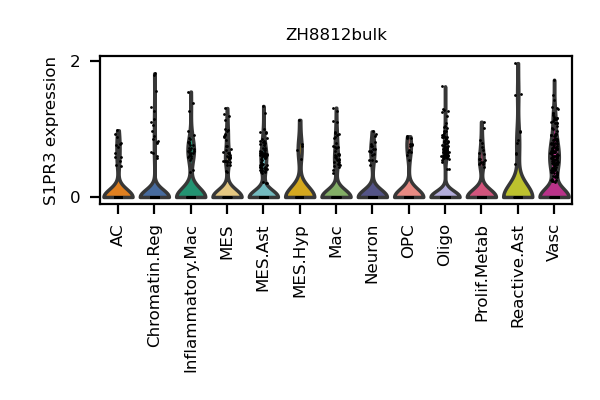 ZH8812bulk
S1PR3 expression
2
0
AC
Chromatin.Reg
Inflammatory.Mac
MES
MES.Ast
MES.Hyp
Mac
Neuron
OPC
Oligo
Prolif.Metab
Reactive.Ast
Vasc